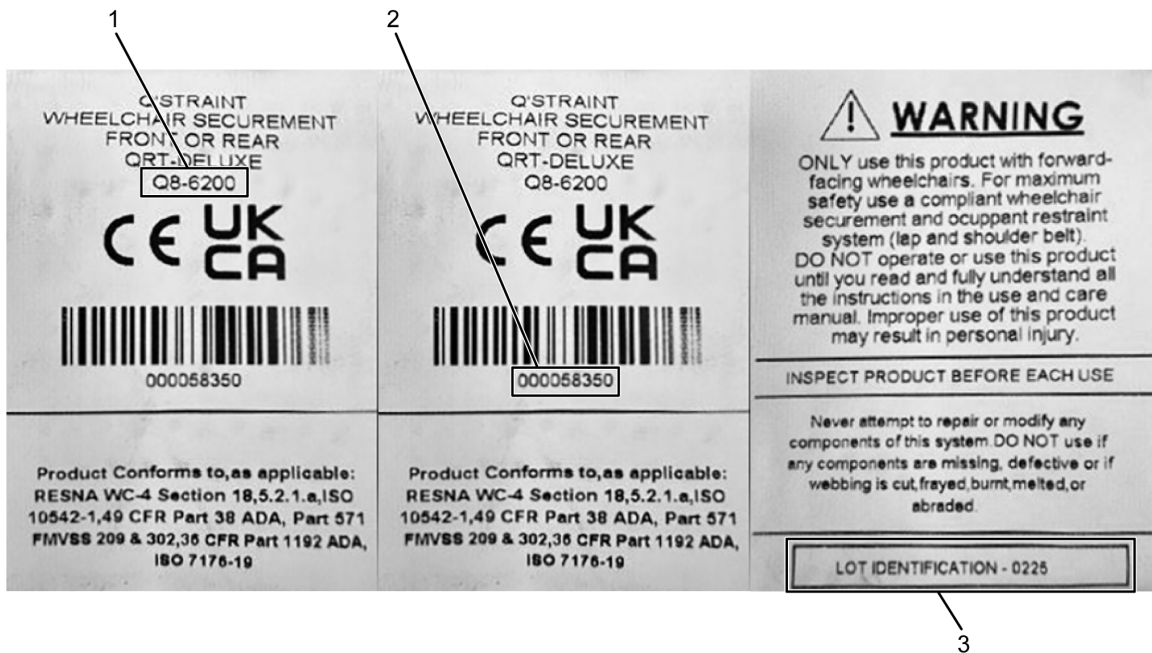 1
2
3
Q'STRAINT
WHEELCHAIR SECUREMENT
FRONT OR REAR
QRT-DELUXE
Q8-6200
CE UK
CA
000058350
Product Conforms to,as applicable:
RESNA WC-4 Section 18,5.2.1.a,ISO
10542-1,49 CFR Part 38 ADA, Part 571
FMVSS 209 & 302,36 CFR Part 1192 ADA,
ISO 7176-19
Q'STRAINT
WHEELCHAIR SECUREMENT
FRONT OR REAR
QRT-DELUXE
Q8-6200
CE UK
CA
000058350
Product Conforms to,as applicable:
RESNA WC-4 Section 18,5.2.1.a,ISO
10542-1,49 CFR Part 38 ADA, Part 571
FMVSS 209 & 302,36 CFR Part 1192 ADA,
ISO 7176-19
WARNING
ONLY use this product with forward-
facing wheelchairs. For maximum
safety use a compliant wheelchair
securement and ocuppant restraint
system (lap and shoulder belt).
DO NOT operate or use this product
until you read and fully understand all
the instructions in the use and care
manual. Improper use of this product
may result in personal injury.
INSPECT PRODUCT BEFORE EACH USE
Never attempt to repair or modify any
components of this system.DO NOT use if
any components are missing, defective or if
webbing is cut,frayed,burnt,melted,or
abraded.
LOT IDENTIFICATION - 0225